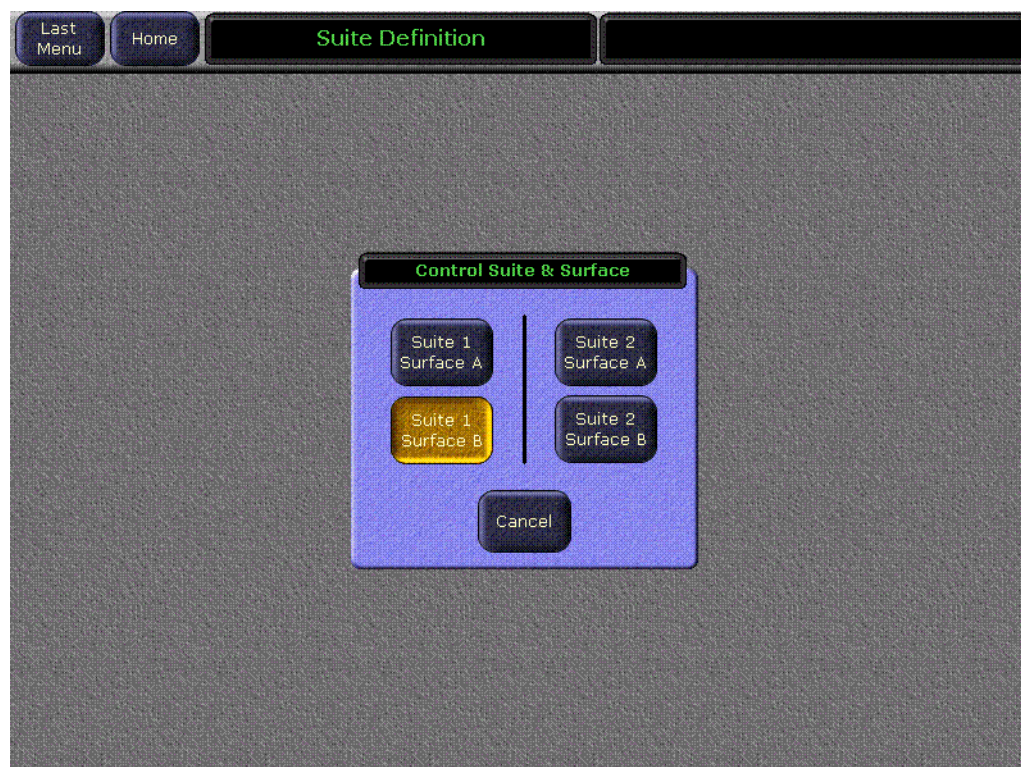 Last
Menu
Home
Suite Definition
Control Suite & Surface
Suite 1
Surface A
Suite 2
Surface A
Suite 1
Surface B
Suite 2
Surface B
Cancel